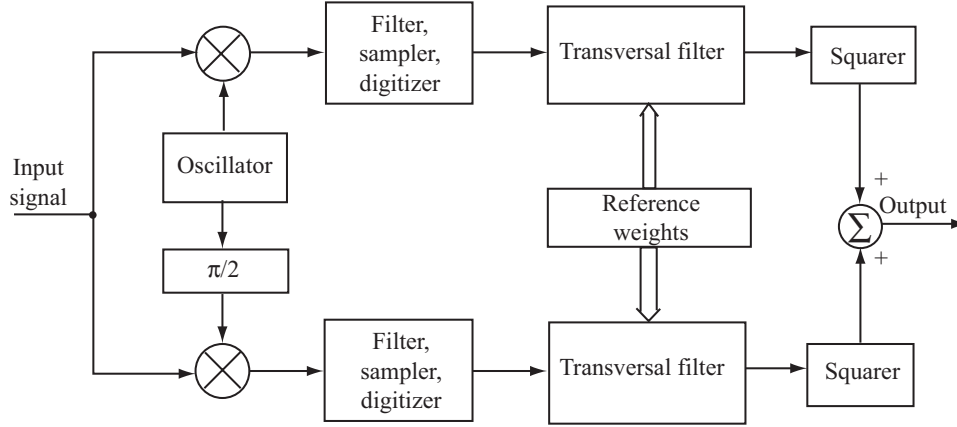 Filter,
sampler,
digitizer
Transversal filter
Squarer
Oscillator
Input
signal
Reference
weights
+
Σ
Output
+
π/2
Filter,
sampler,
digitizer
Transversal filter
Squarer